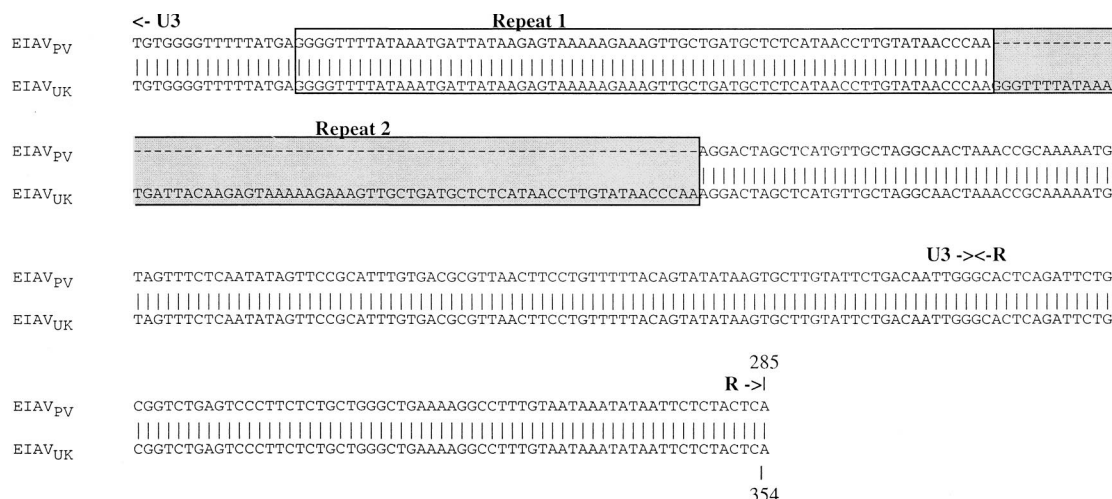 <- U3 Repeat 1
EIAVPV TGTGGGGTTTTTATGAGGGGTTTTATAAATGATTATAAGAGTAAAAAGAAAGTTGCTGATGCTCTCATAACCTTGTATAACCCAA------------
EIAVUK TGTGGGGTTTTTATGAGGGGTTTTATAAATGATTATAAGAGTAAAAAGAAAGTTGCTGATGCTCTCATAACCTTGTATAACCCAAGGGTTTTATAAA
Repeat 2
EIAVPV --------------------------------------------------------AGGACTAGCTCATGTTGCTAGGCAACTAAACCGCAAAAATG
EIAVUK TGATTACAAGAGTAAAAAGAAAGTTGCTGATGCTCTCATAACCTTGTATAACCCAAAGGACTAGCTCATGTTGCTAGGCAACTAAACCGCAAAAATG
U3 -><-R
EIAVPV TAGTTTCTCAATATAGTTCCGCATTTGTGACGCGTTAACTTCCTGTTTTTACAGTATATAAGTGCTTGTATTCTGACAATTGGGCACTCAGATTCTG
EIAVUK TAGTTTCTCAATATAGTTCCGCATTTGTGACGCGTTAACTTCCTGTTTTTACAGTATATAAGTGCTTGTATTCTGACAATTGGGCACTCAGATTCTG
285
R ->|
EIAVPV CGGTCTGAGTCCCTTCTCTGCTGGGCTGAAAAGGCCTTTGTAATAAATATAATTCTCTACTCA
EIAVUK CGGTCTGAGTCCCTTCTCTGCTGGGCTGAAAAGGCCTTTGTAATAAATATAATTCTCTACTCA
354